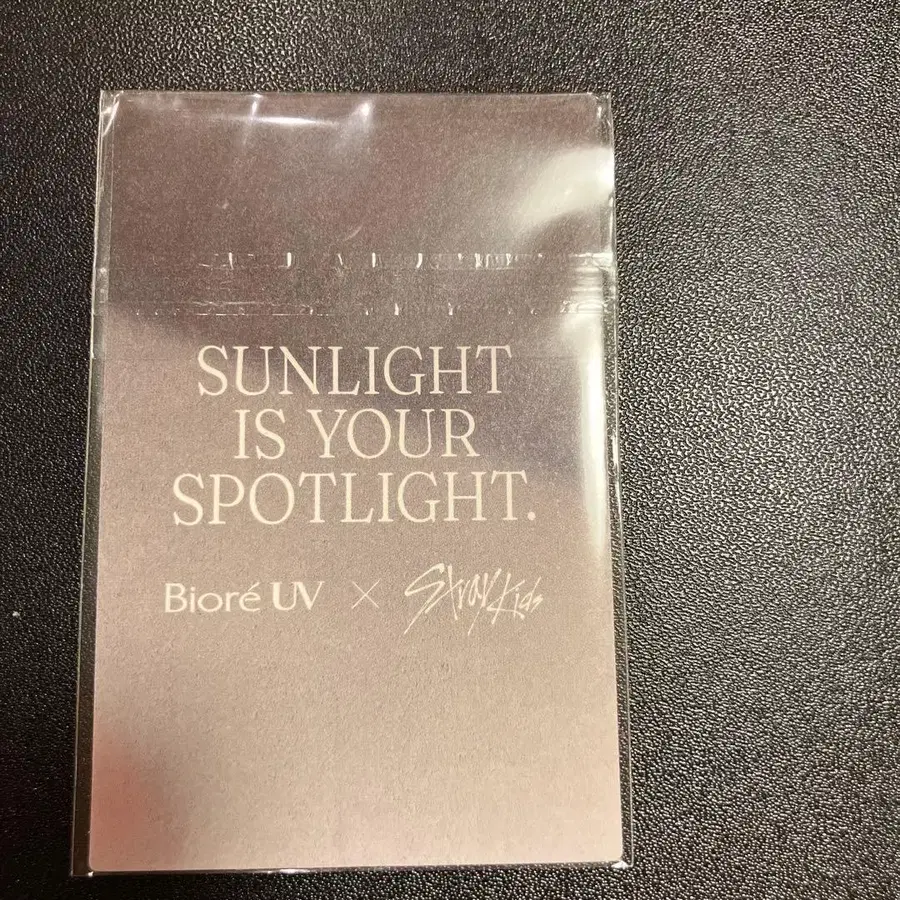 SUNLIGHT
IS YOUR
SPOTLIGHT.
Bioré UV × Stray Kids